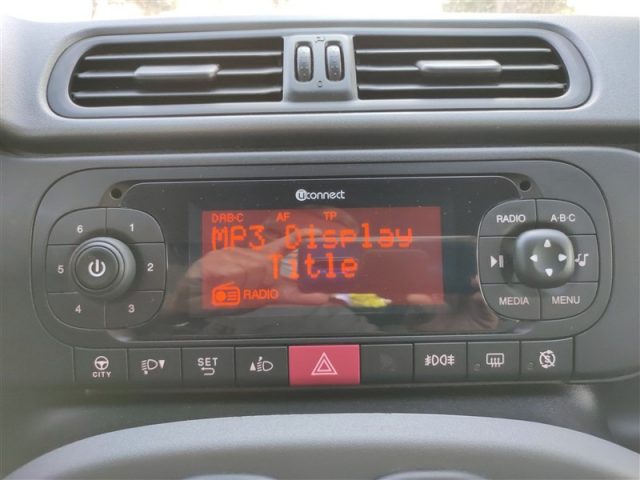 uconnect
DAB-C AF TP
MP3 Display
Title
RADIO
6 1
5 2
4 3
RADIO A·B·C
MEDIA MENU
CITY
SET